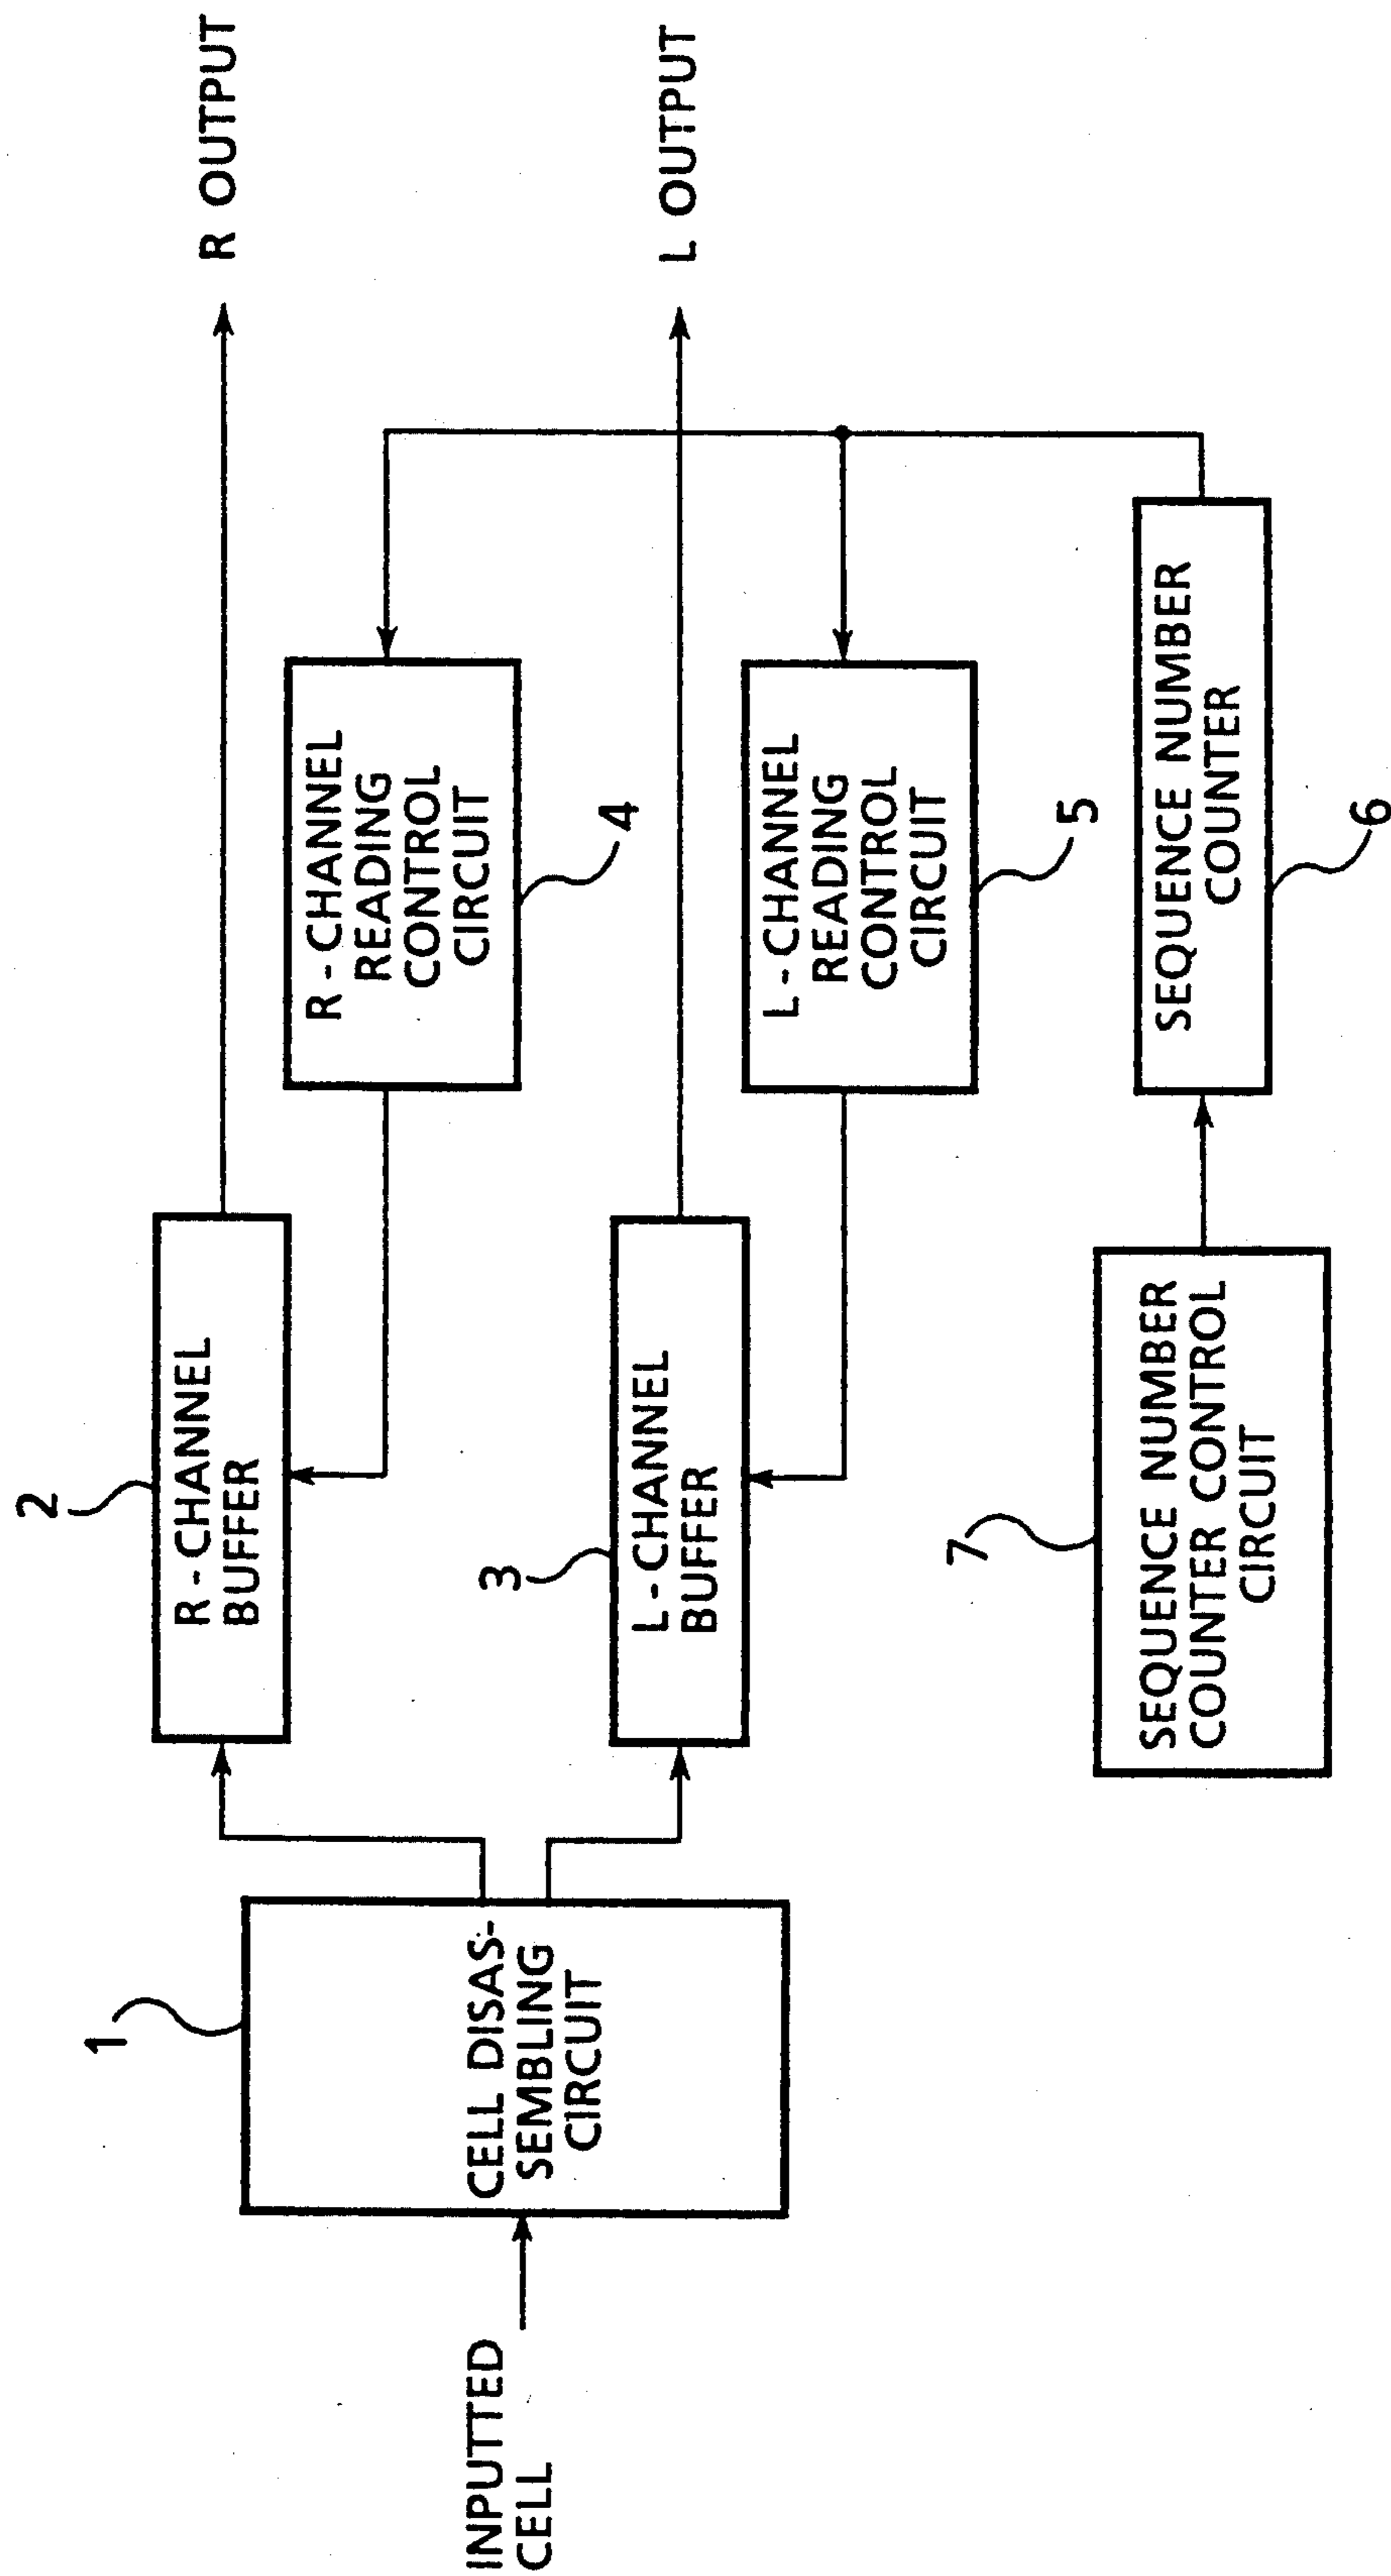 R OUTPUT
L OUTPUT
2
R-CHANNEL
BUFFER
R-CHANNEL
READING
CONTROL
CIRCUIT
4
1
CELL DISAS-
SEMBLING
CIRCUIT
INPUTTED
CELL
3
L-CHANNEL
BUFFER
L-CHANNEL
READING
CONTROL
CIRCUIT
5
7
SEQUENCE NUMBER
COUNTER CONTROL
CIRCUIT
SEQUENCE NUMBER
COUNTER
6